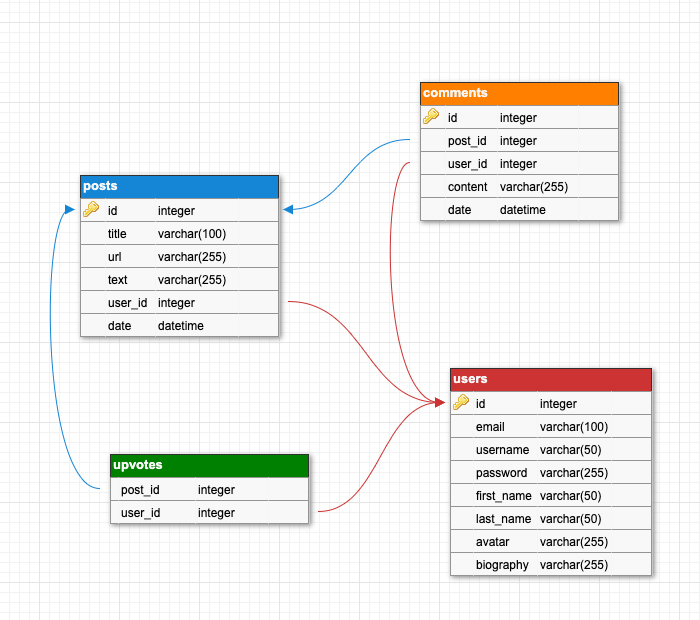 comments
id integer
post_id integer
user_id integer
content varchar(255)
date datetime
posts
id integer
title varchar(100)
url varchar(255)
text varchar(255)
user_id integer
date datetime
users
id integer
email varchar(100)
username varchar(50)
password varchar(255)
first_name varchar(50)
last_name varchar(50)
avatar varchar(255)
biography varchar(255)
upvotes
post_id integer
user_id integer